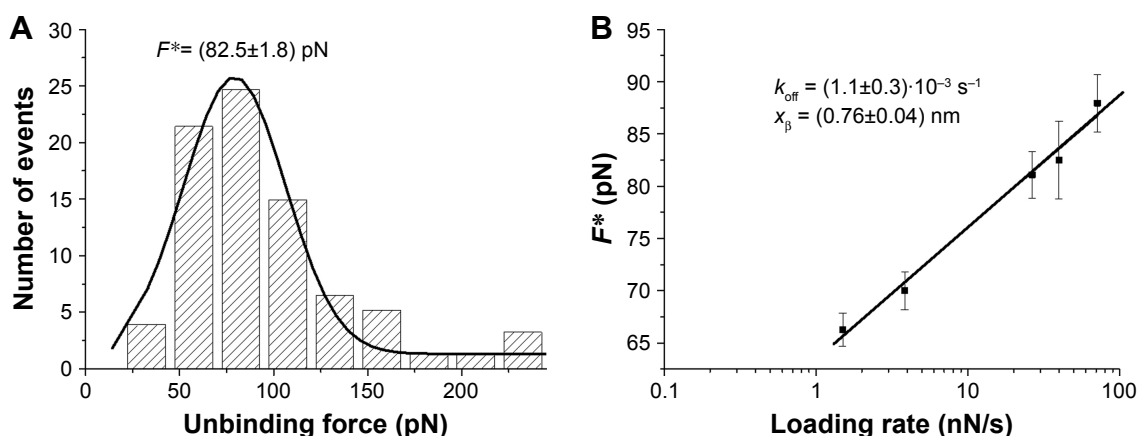 A
F*= (82.5±1.8) pN
Number of events
30
25
20
15
10
5
0
0
50
100
150
200
Unbinding force (pN)
B
k_off = (1.1±0.3)·10⁻³ s⁻¹
x_β = (0.76±0.04) nm
F* (pN)
95
90
85
80
75
70
65
0.1
1
10
100
Loading rate (nN/s)